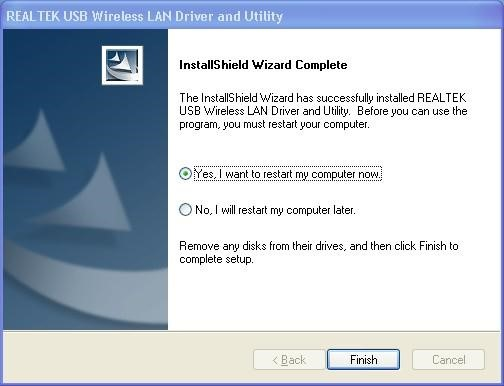 REALTEK USB Wireless LAN Driver and Utility
InstallShield Wizard Complete
The InstallShield Wizard has successfully installed REALTEK
USB Wireless LAN Driver and Utility.  Before you can use the
program, you must restart your computer.
Yes, I want to restart my computer now.
No, I will restart my computer later.
Remove any disks from their drives, and then click Finish to
complete setup.
< Back
Finish
Cancel